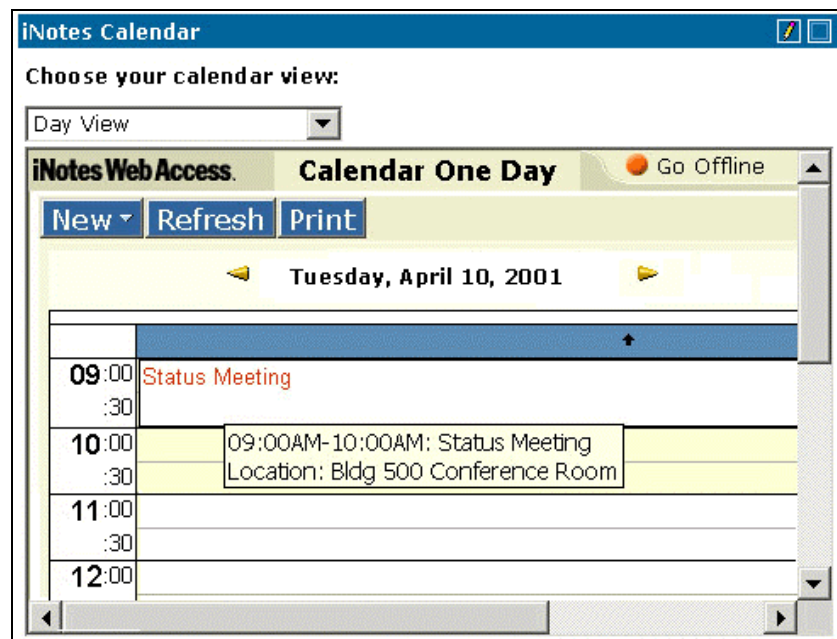 iNotes Calendar
Choose your calendar view:
Day View
iNotes Web Access.
Calendar One Day
Go Offline
New Refresh Print
Tuesday, April 10, 2001
09:00 Status Meeting
:30
10:00
09:00AM-10:00AM: Status Meeting
:30
Location: Bldg 500 Conference Room
11:00
:30
12:00